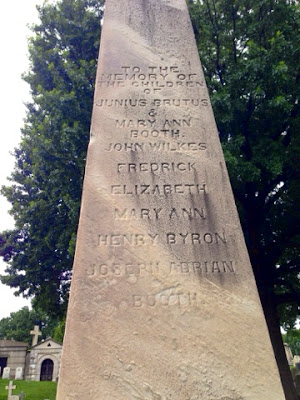 TO THE
MEMORY OF
THE CHILDREN
OF
JUNIUS BRUTUS
&
MARY ANN
BOOTH.
JOHN WILKES
FREDRICK
ELIZABETH
MARY ANN
HENRY BYRON
JOSEPH ADRIAN
BOOTH